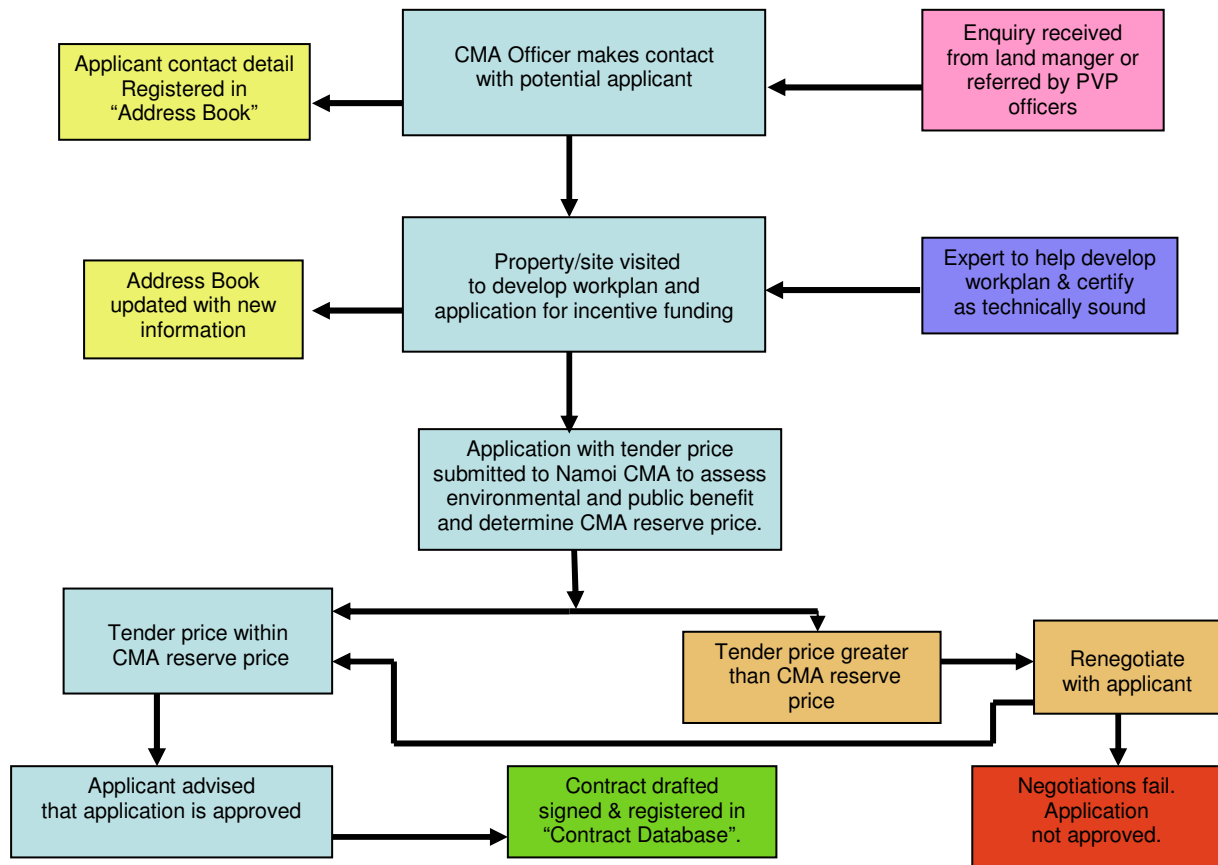 Applicant contact detail
Registered in
“Address Book”
CMA Officer makes contact
with potential applicant
Enquiry received
from land manger or
referred by PVP
officers
Address Book
updated with new
information
Property/site visited
to develop workplan and
application for incentive funding
Expert to help develop
workplan & certify
as technically sound
Application with tender price
submitted to Namoi CMA to assess
environmental and public benefit
and determine CMA reserve price.
Tender price within
CMA reserve price
Tender price greater
than CMA reserve
price
Renegotiate
with applicant
Applicant advised
that application is approved
Contract drafted
signed & registered in
“Contract Database”.
Negotiations fail.
Application
not approved.